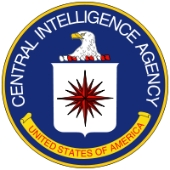 CENTRAL INTELLIGENCE AGENCY
UNITED STATES OF AMERICA